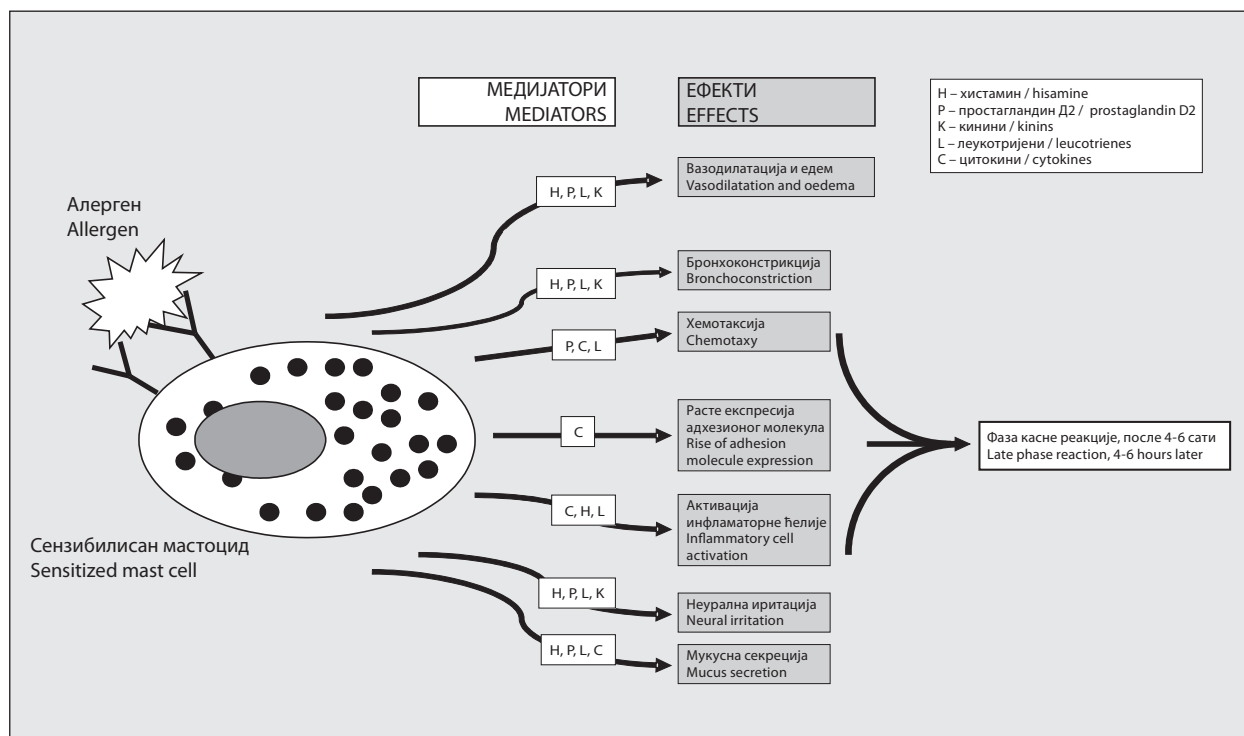 МЕДИЈАТОРИ
MEDIATORS
ЕФЕКТИ
EFFECTS
H – хистамин / hisamine
P – простагландин Д2 / prostaglandin D2
K – кинини / kinins
L – леукотријени / leucotrienes
C – цитокини / cytokines
Алерген
Allergen
H, P, L, K
Вазодилатација и едем
Vasodilatation and oedema
H, P, L, K
Бронхоконстрикција
Bronchoconstriction
P, C, L
Хемотаксија
Chemotaxy
C
Расте експресија
адхезионог молекула
Rise of adhesion
molecule expression
Фаза касне реакције, после 4-6 сати
Late phase reaction, 4-6 hours later
C, H, L
Активација
инфламаторне ћелије
Inflammatory cell
activation
Сензибилисан мастоцид
Sensitized mast cell
H, P, L, K
Неурална иритација
Neural irritation
H, P, L, C
Мукусна секреција
Mucus secretion